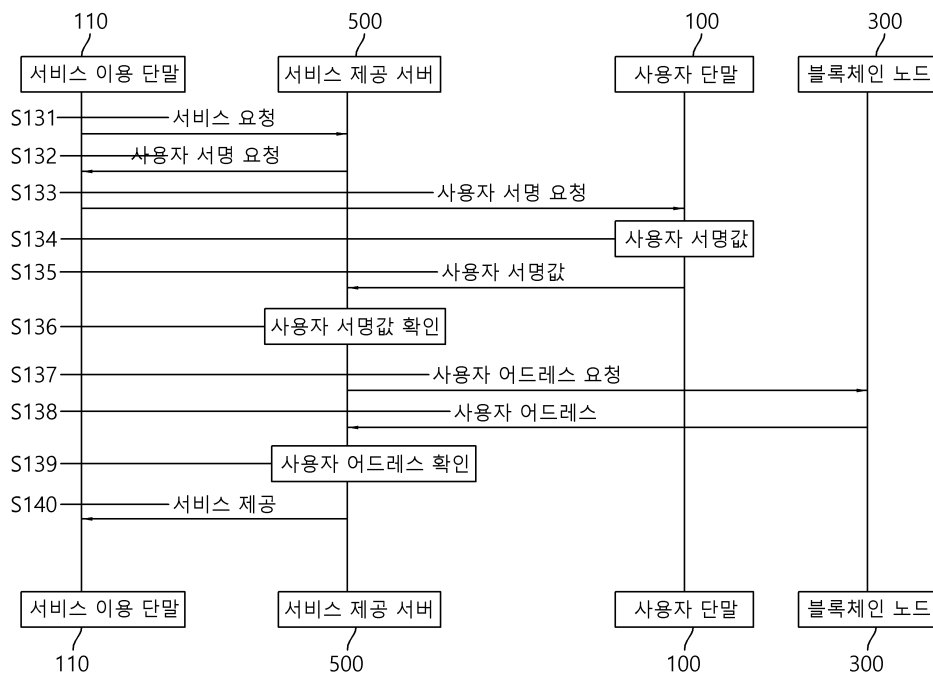 110 500 100 300
서비스 이용 단말 서비스 제공 서버 사용자 단말 블록체인 노드
S131 서비스 요청
S132 사용자 서명 요청
S133 사용자 서명 요청
S134 사용자 서명값
S135 사용자 서명값
S136 사용자 서명값 확인
S137 사용자 어드레스 요청
S138 사용자 어드레스
S139 사용자 어드레스 확인
S140 서비스 제공
서비스 이용 단말 서비스 제공 서버 사용자 단말 블록체인 노드
110 500 100 300